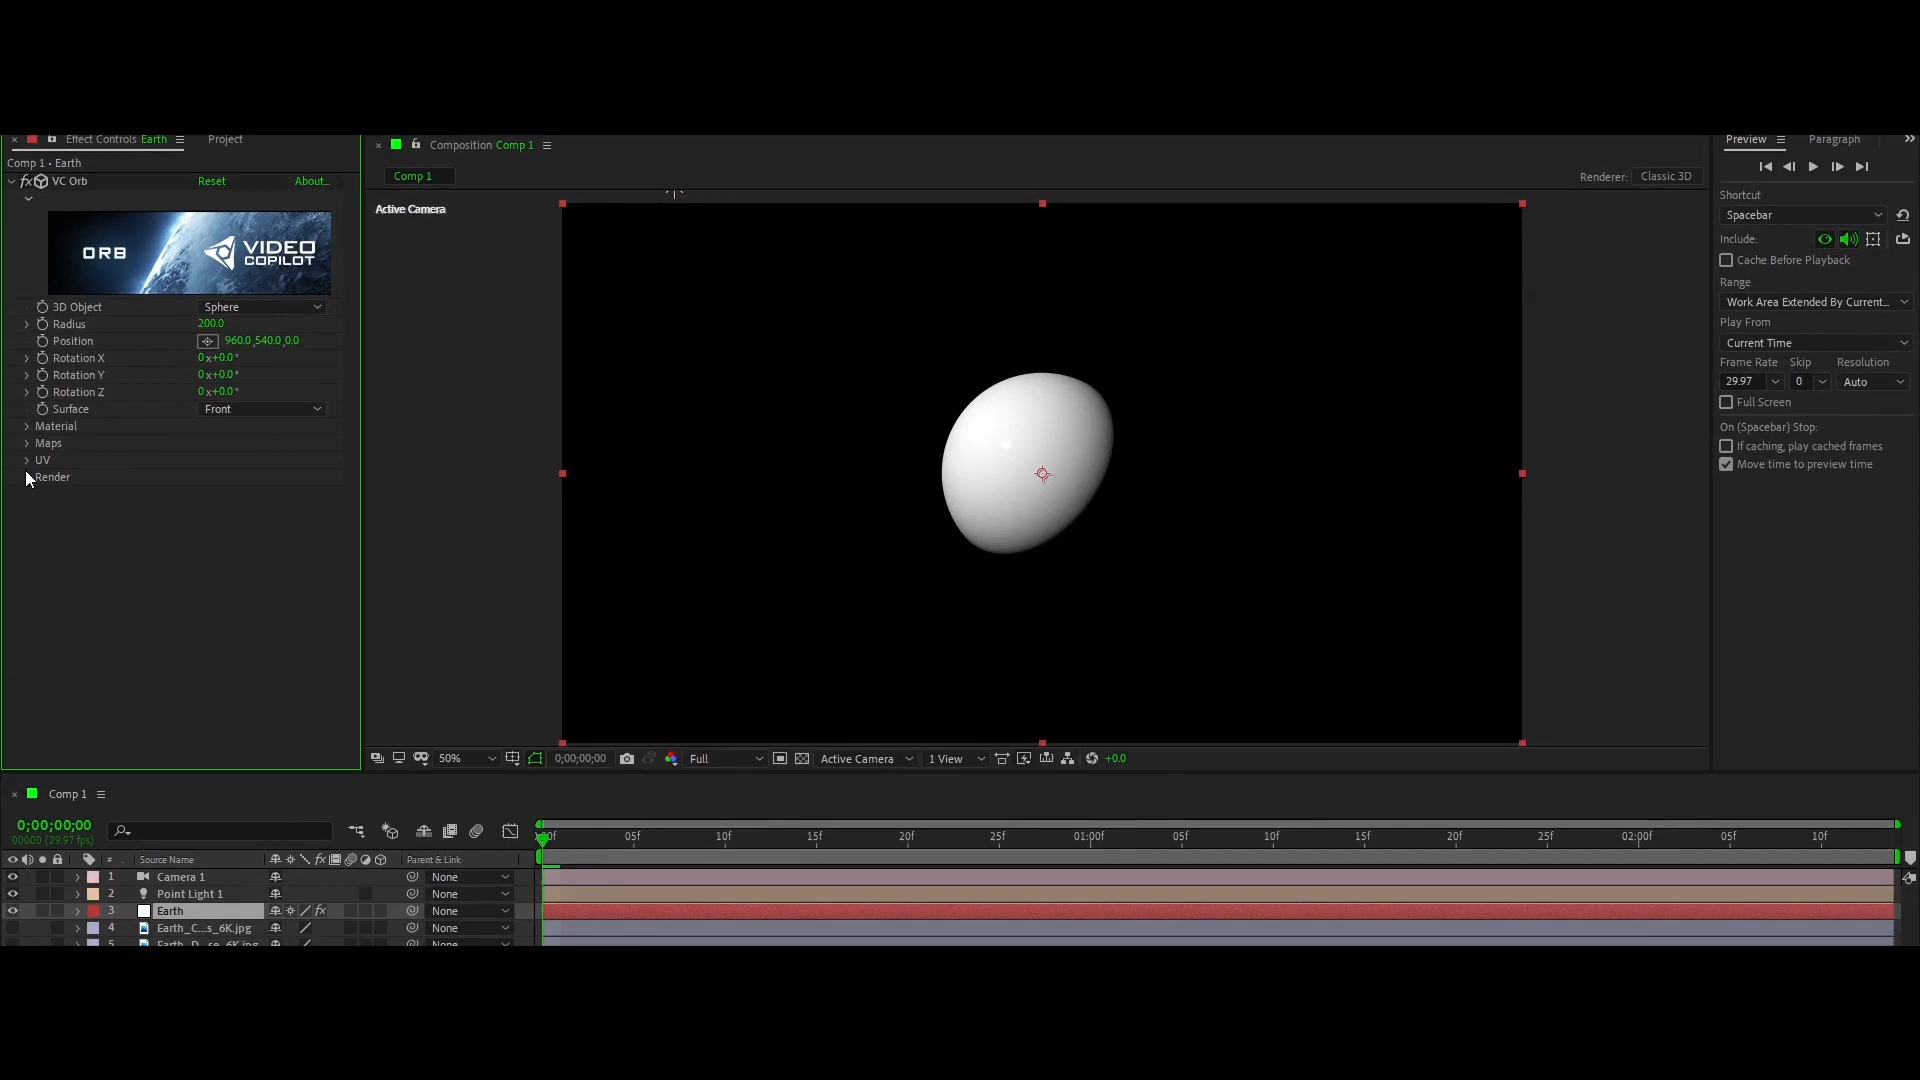 Effect Controls Earth
Project
Comp 1 • Earth
fx VC Orb
Reset
About...
ORB
VIDEO COPILOT
3D Object
Sphere
Radius
200.0
Position
960.0,540.0,0.0
Rotation X
0x+0.0°
Rotation Y
0x+0.0°
Rotation Z
0x+0.0°
Surface
Front
Material
Maps
UV
Render
Composition Comp 1
Comp 1
Renderer:
Classic 3D
Active Camera
50%
0;00;00;00
Full
Active Camera
1 View
+0.0
Preview
Paragraph
Shortcut
Spacebar
Include:
Cache Before Playback
Range
Work Area Extended By Current...
Play From
Current Time
Frame Rate
Skip
Resolution
29.97
0
Auto
Full Screen
On (Spacebar) Stop:
If caching, play cached frames
Move time to preview time
Comp 1
0;00;00;00
00000 (29.97 fps)
05f
10f
15f
20f
25f
01:00f
05f
10f
15f
20f
25f
02:00f
05f
10f
#
Source Name
fx
Parent & Link
1
Camera 1
None
2
Point Light 1
None
3
Earth
fx
None
4
Earth_C...s_6K.jpg
None
5
Earth_D...se_6K.jpg
None